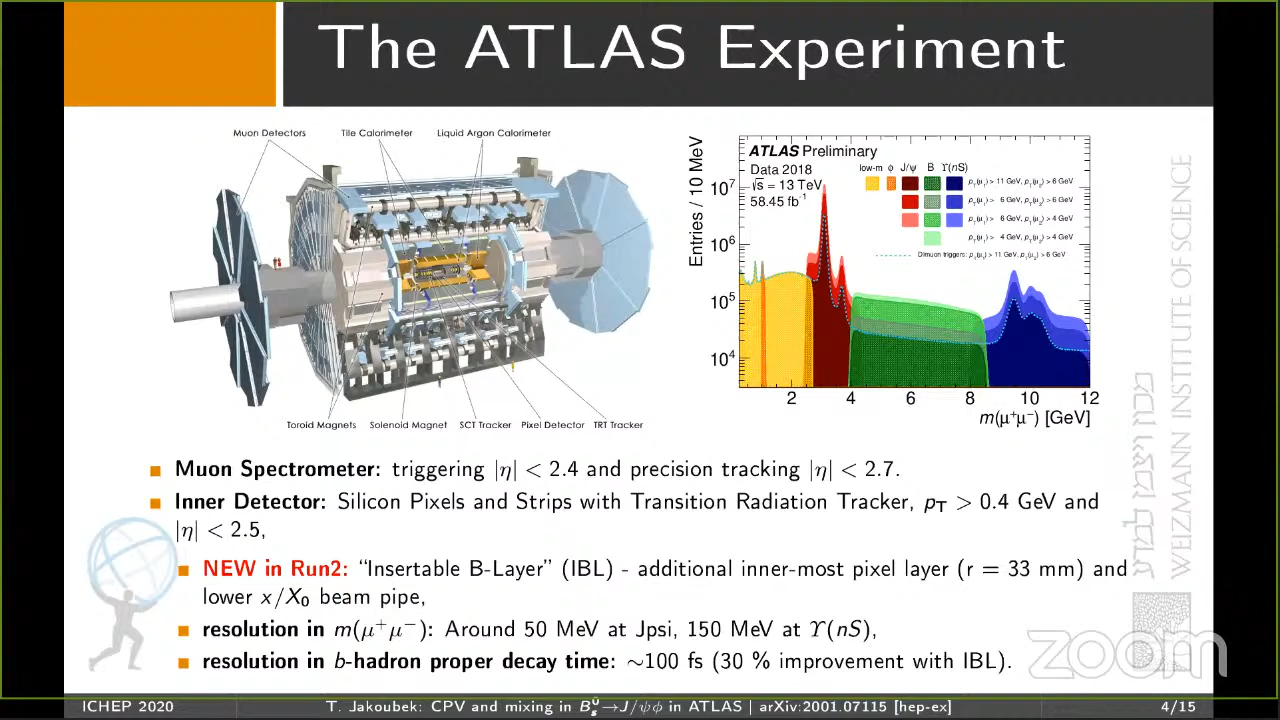 The ATLAS Experiment
Muon Detectors Tile Calorimeter Liquid Argon Calorimeter
Toroid Magnets Solenoid Magnet SCT Tracker Pixel Detector TRT Tracker
ATLAS Preliminary
Data 2018
√s = 13 TeV
58.45 fb⁻¹
low-m ϕ J/ψ B ϒ(nS)
p_T(μ₁) > 11 GeV, p_T(μ₂) > 6 GeV
p_T(μ₁) > 6 GeV, p_T(μ₂) > 6 GeV
p_T(μ₁) > 6 GeV, p_T(μ₂) > 4 GeV
p_T(μ₁) > 4 GeV, p_T(μ₂) > 4 GeV
Dimuon triggers: p_T(μ₁) > 11 GeV, p_T(μ₂) > 6 GeV
Entries / 10 MeV
10⁷
10⁶
10⁵
10⁴
2 4 6 8 10 12
m(μ⁺μ⁻) [GeV]
Muon Spectrometer: triggering |η| < 2.4 and precision tracking |η| < 2.7.
Inner Detector: Silicon Pixels and Strips with Transition Radiation Tracker, p_T > 0.4 GeV and
|η| < 2.5,
NEW in Run2: “Insertable B-Layer” (IBL) - additional inner-most pixel layer (r = 33 mm) and
lower x/X₀ beam pipe,
resolution in m(μ⁺μ⁻): Around 50 MeV at Jpsi, 150 MeV at ϒ(nS),
resolution in b-hadron proper decay time: ∼100 fs (30 % improvement with IBL).
מכון ויצמן למדע
WEIZMANN INSTITUTE OF SCIENCE
zoom
ICHEP 2020 T. Jakoubek: CPV and mixing in B⁰ₛ→J/ψϕ in ATLAS | arXiv:2001.07115 [hep-ex] 4/15